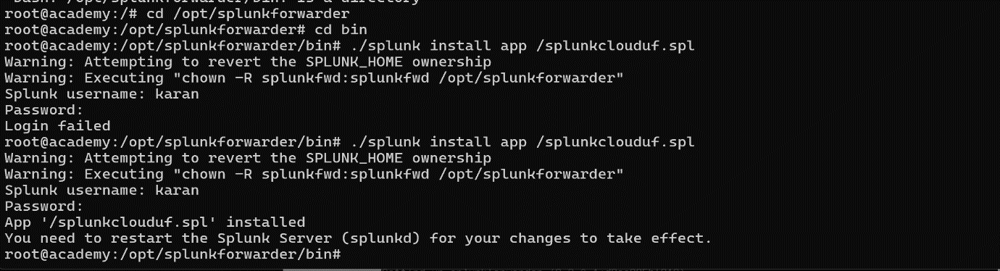 root@academy:/# cd /opt/splunkforwarder
root@academy:/opt/splunkforwarder# cd bin
root@academy:/opt/splunkforwarder/bin# ./splunk install app /splunkclouduf.spl
Warning: Attempting to revert the SPLUNK_HOME ownership
Warning: Executing "chown -R splunkfwd:splunkfwd /opt/splunkforwarder"
Splunk username: karan
Password:
Login failed
root@academy:/opt/splunkforwarder/bin# ./splunk install app /splunkclouduf.spl
Warning: Attempting to revert the SPLUNK_HOME ownership
Warning: Executing "chown -R splunkfwd:splunkfwd /opt/splunkforwarder"
Splunk username: karan
Password:
App '/splunkclouduf.spl' installed
You need to restart the Splunk Server (splunkd) for your changes to take effect.
root@academy:/opt/splunkforwarder/bin#